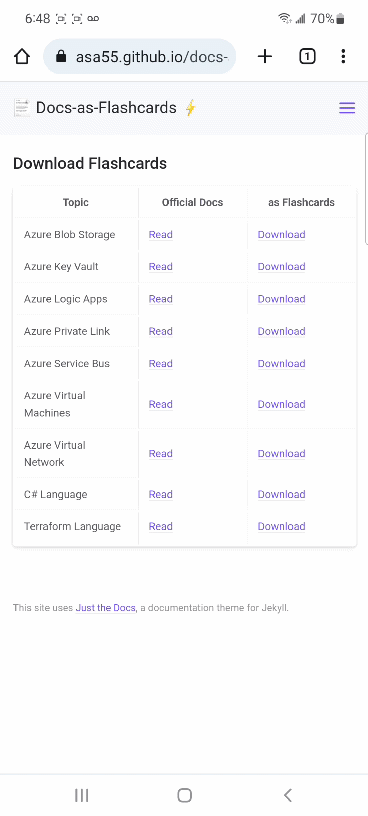 6:48
70%
asa55.github.io/docs-
1
Docs-as-Flashcards ⚡
Download Flashcards
Topic Official Docs as Flashcards
Azure Blob Storage Read Download
Azure Key Vault Read Download
Azure Logic Apps Read Download
Azure Private Link Read Download
Azure Service Bus Read Download
Azure Virtual
Machines Read Download
Azure Virtual
Network Read Download
C# Language Read Download
Terraform Language Read Download
This site uses Just the Docs, a documentation theme for Jekyll.